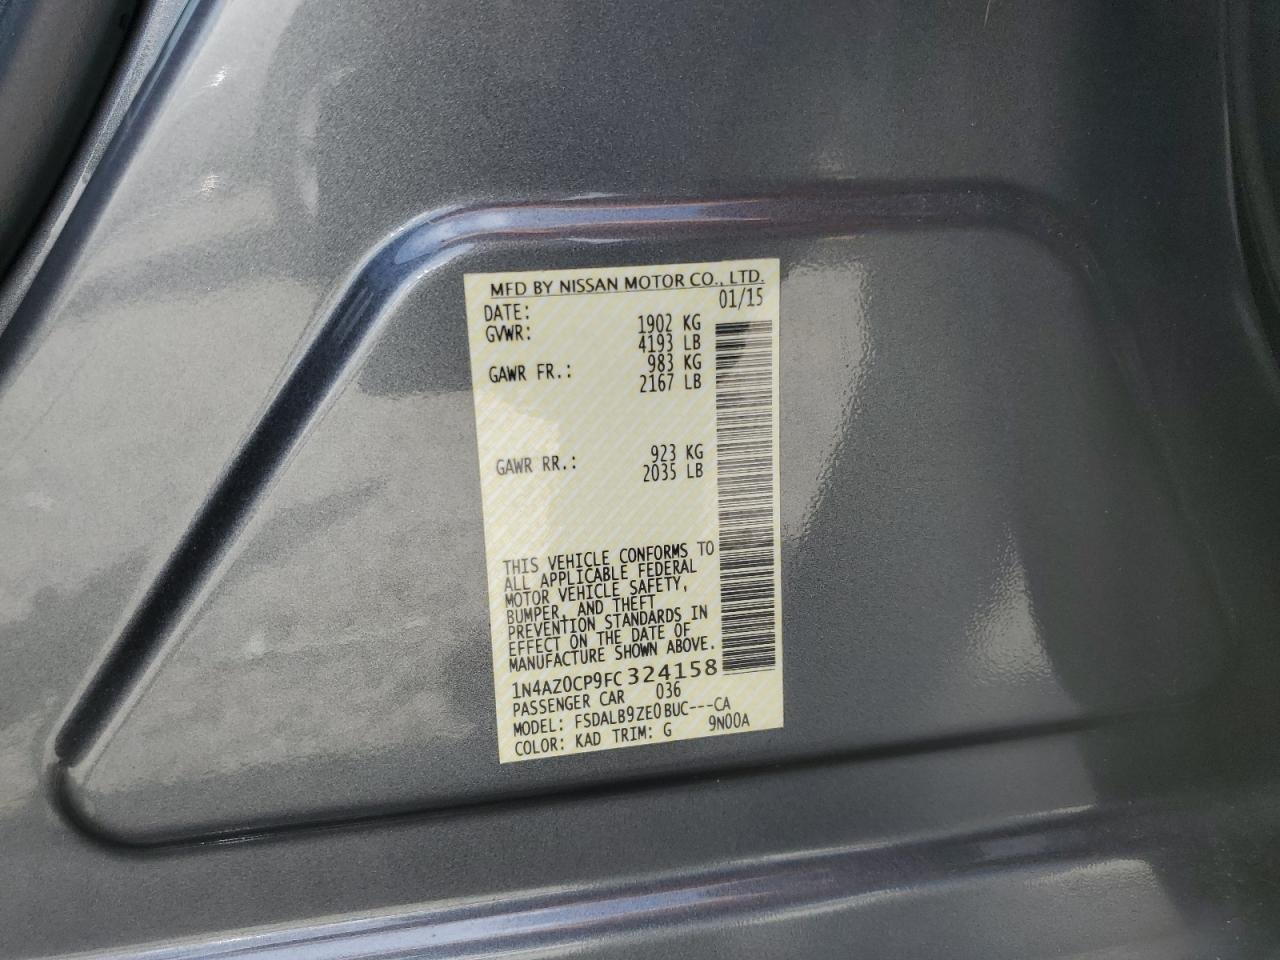 MFD BY NISSAN MOTOR CO., LTD.
DATE: 01/15
GVWR: 1902 KG
4193 LB
GAWR FR.: 983 KG
2167 LB
GAWR RR.: 923 KG
2035 LB
THIS VEHICLE CONFORMS TO
ALL APPLICABLE FEDERAL
MOTOR VEHICLE SAFETY,
BUMPER, AND THEFT
PREVENTION STANDARDS IN
EFFECT ON THE DATE OF
MANUFACTURE SHOWN ABOVE.
1N4AZ0CP9FC324158
PASSENGER CAR 036
MODEL: FSDALB9ZE0BUC---CA
COLOR: KAD TRIM: G 9N00A